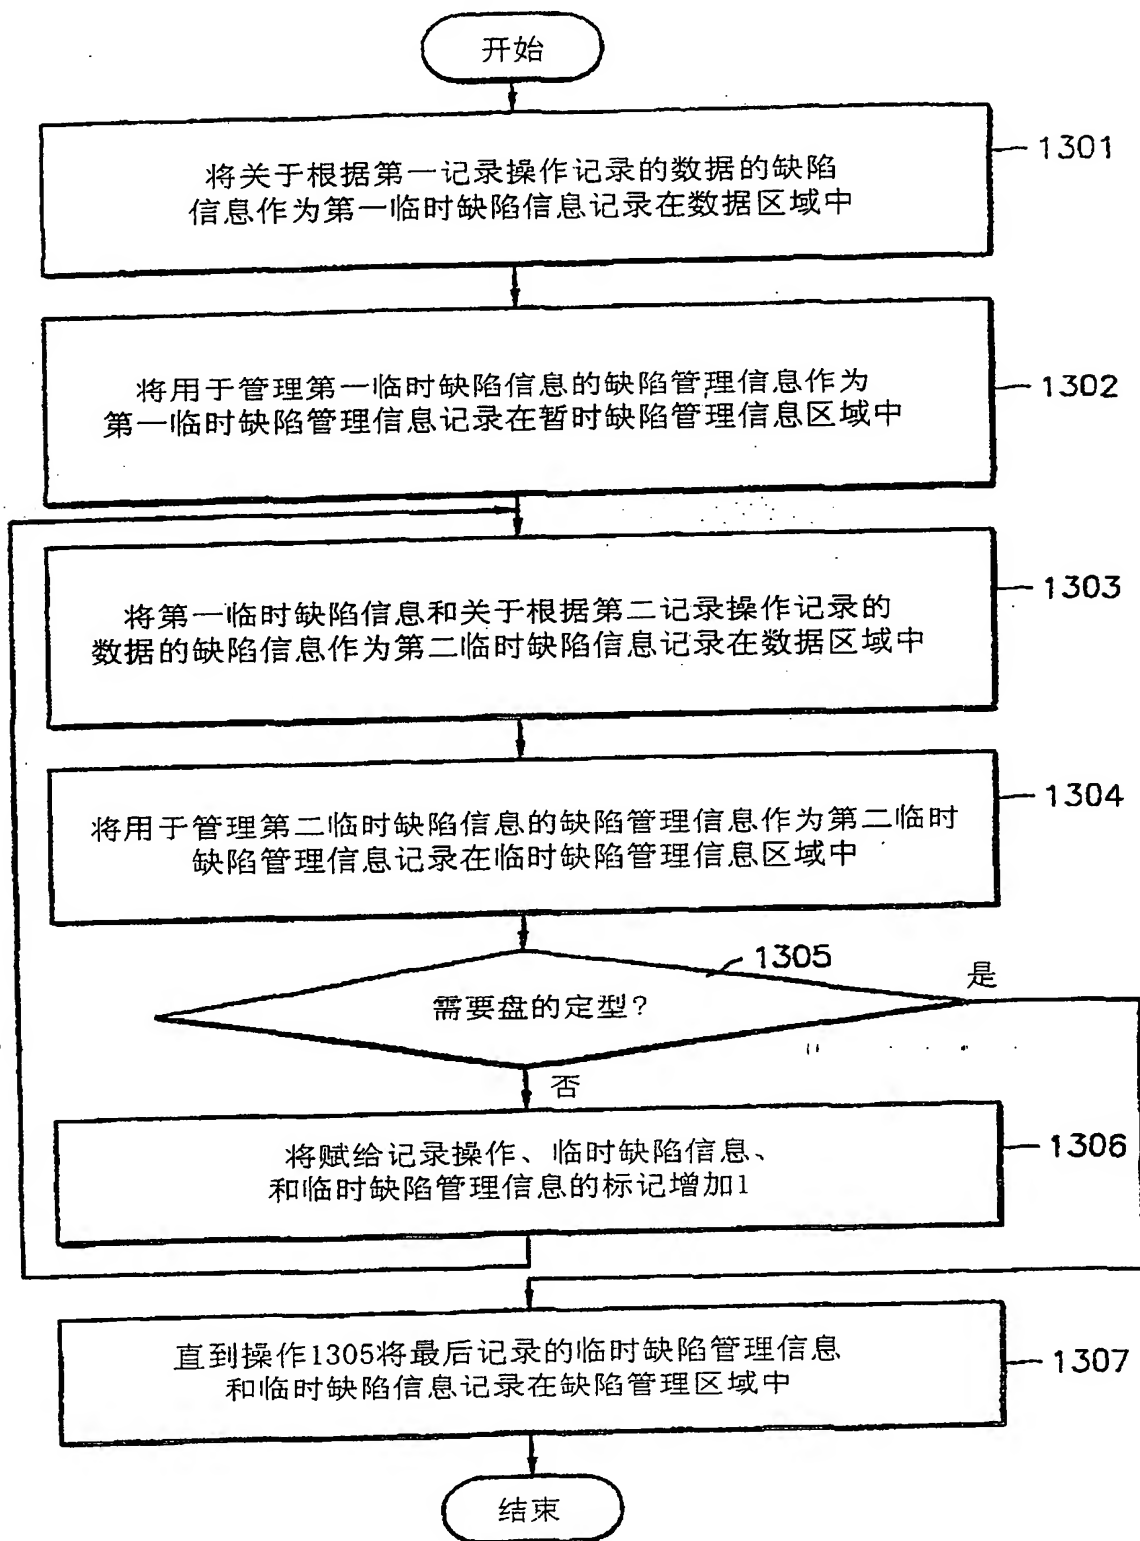 开始
将关于根据第一记录操作记录的数据的缺陷
信息作为第一临时缺陷信息记录在数据区域中
1301
将用于管理第一临时缺陷信息的缺陷管理信息作为
第一临时缺陷管理信息记录在暂时缺陷管理信息区域中
1302
将第一临时缺陷信息和关于根据第二记录操作记录的
数据的缺陷信息作为第二临时缺陷信息记录在数据区域中
1303
将用于管理第二临时缺陷信息的缺陷管理信息作为第二临时
缺陷管理信息记录在临时缺陷管理信息区域中
1304
需要盘的定型?
1305
是
否
将赋给记录操作、临时缺陷信息、
和临时缺陷管理信息的标记增加1
1306
直到操作1305将最后记录的临时缺陷管理信息
和临时缺陷信息记录在缺陷管理区域中
1307
结束